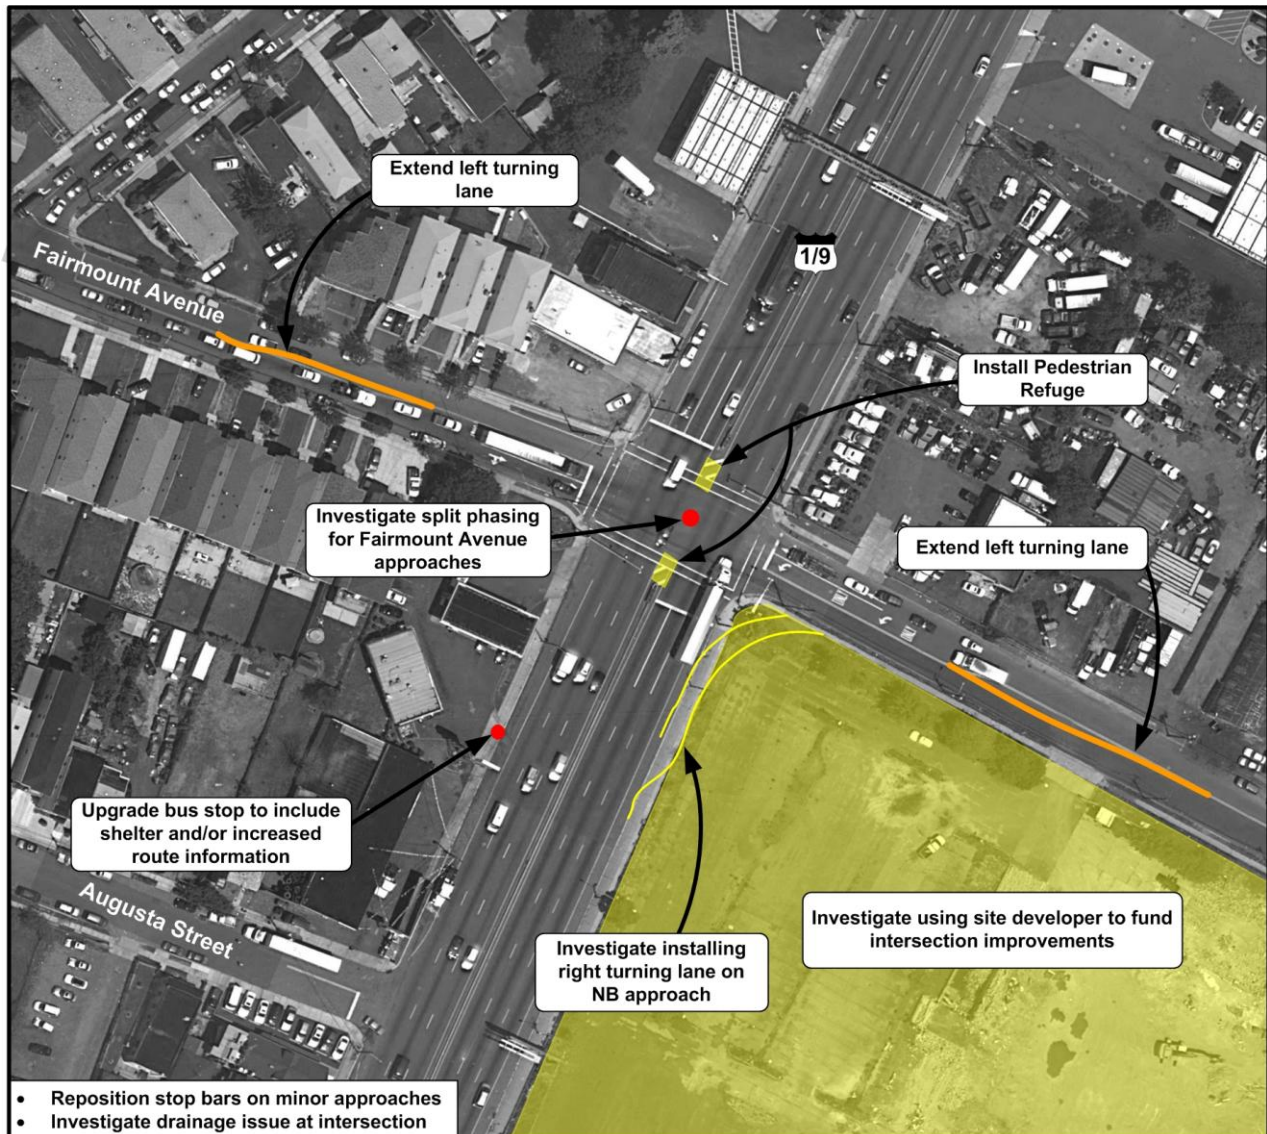 Extend left turning
lane
Fairmount Avenue
1/9
Install Pedestrian
Refuge
Investigate split phasing
for Fairmount Avenue
approaches
Extend left turning lane
Upgrade bus stop to include
shelter and/or increased
route information
Augusta Street
Investigate installing
right turning lane on
NB approach
Investigate using site developer to fund
intersection improvements
• Reposition stop bars on minor approaches
• Investigate drainage issue at intersection